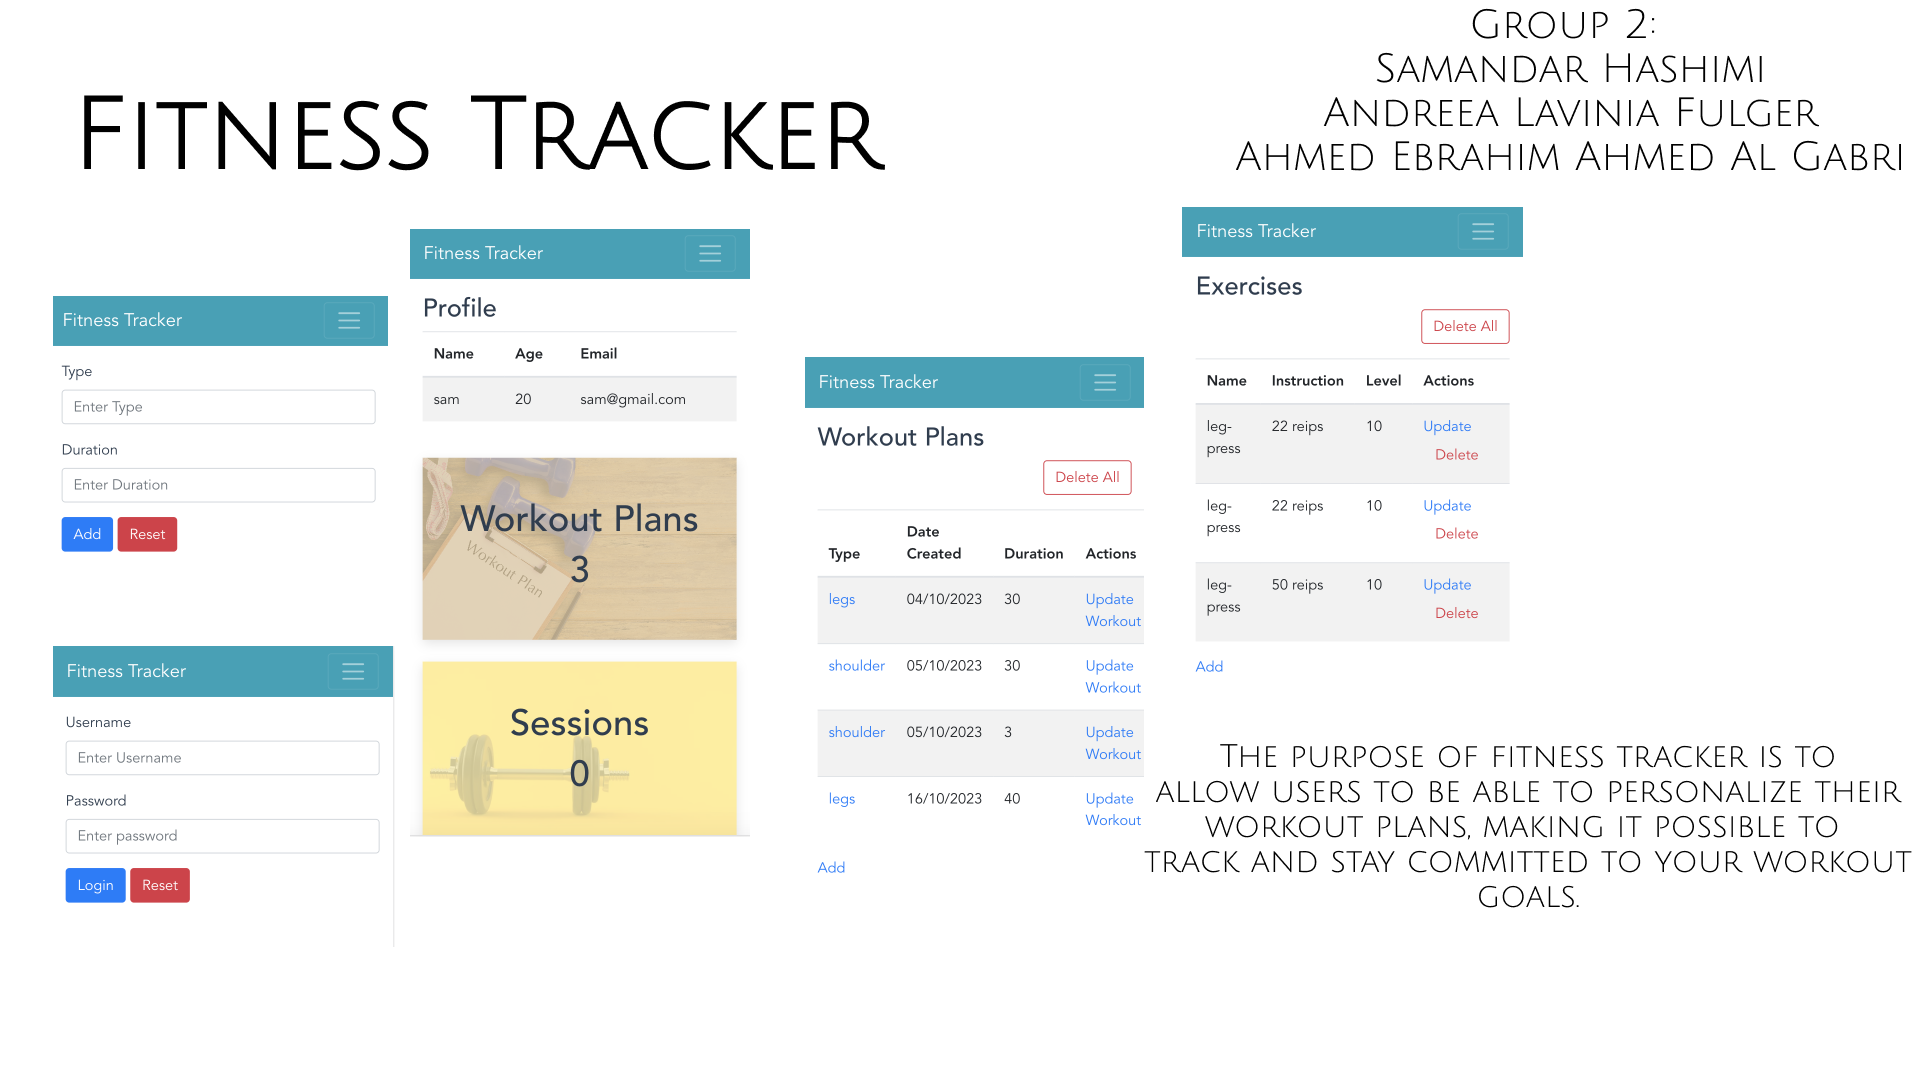 Fitness Tracker
Group 2:
Samandar Hashimi
Andreea Lavinia Fulger
Ahmed Ebrahim Ahmed Al Gabri
Fitness Tracker
Type
Enter Type
Duration
Enter Duration
Add Reset
Fitness Tracker
Username
Enter Username
Password
Enter password
Login Reset
Fitness Tracker
Profile
Name Age Email
sam 20 sam@gmail.com
Workout Plans
3
Workout Plan
Sessions
0
Fitness Tracker
Workout Plans
Delete All
Type Date Created Duration Actions
legs 04/10/2023 30 Update Workout
shoulder 05/10/2023 30 Update Workout
shoulder 05/10/2023 3 Update Workout
legs 16/10/2023 40 Update Workout
Add
Fitness Tracker
Exercises
Delete All
Name Instruction Level Actions
leg-press 22 reips 10 Update Delete
leg-press 22 reips 10 Update Delete
leg-press 50 reips 10 Update Delete
Add
The purpose of fitness tracker is to
allow users to be able to personalize their
workout plans, making it possible to
track and stay committed to your workout
goals.